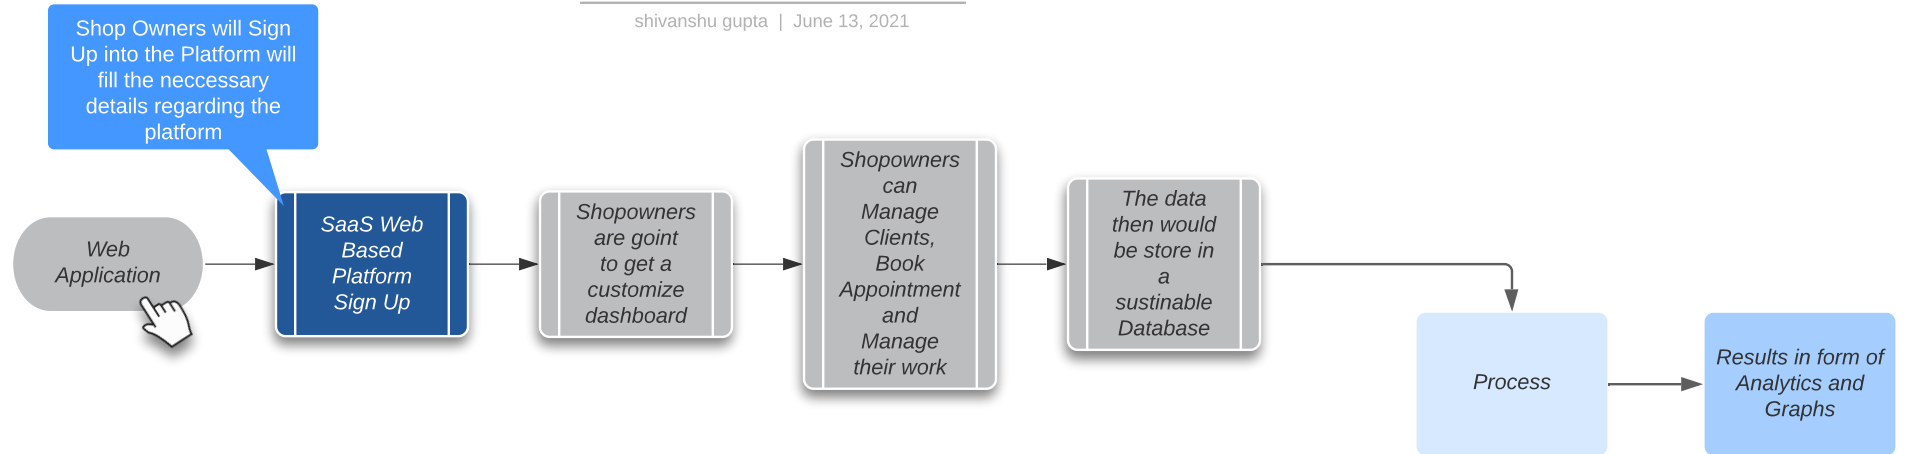 shivanshu gupta | June 13, 2021
Shop Owners will Sign
Up into the Platform will
fill the neccessary
details regarding the
platform
Web
Application
SaaS Web
Based
Platform
Sign Up
Shopowners
are goint
to get a
customize
dashboard
Shopowners
can
Manage
Clients,
Book
Appointment
and
Manage
their work
The data
then would
be store in
a
sustinable
Database
Process
Results in form of
Analytics and
Graphs